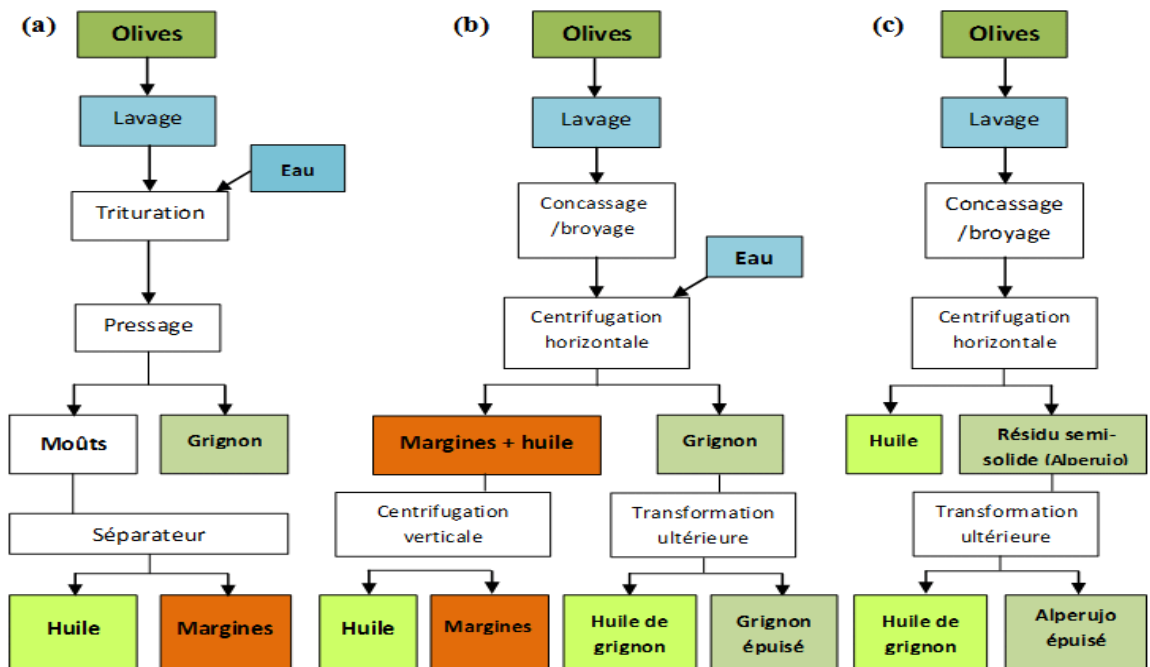 (a)
Olives
Lavage
Eau
Trituration
Pressage
Moûts
Grignon
Séparateur
Huile
Margines
(b)
Olives
Lavage
Concassage
/broyage
Eau
Centrifugation
horizontale
Margines + huile
Grignon
Centrifugation
verticale
Transformation
ultérieure
Huile
Margines
Huile de
grignon
Grignon
épuisé
(c)
Olives
Lavage
Concassage
/broyage
Centrifugation
horizontale
Huile
Résidu semi-
solide (Alperujo)
Transformation
ultérieure
Huile de
grignon
Alperujo
épuisé